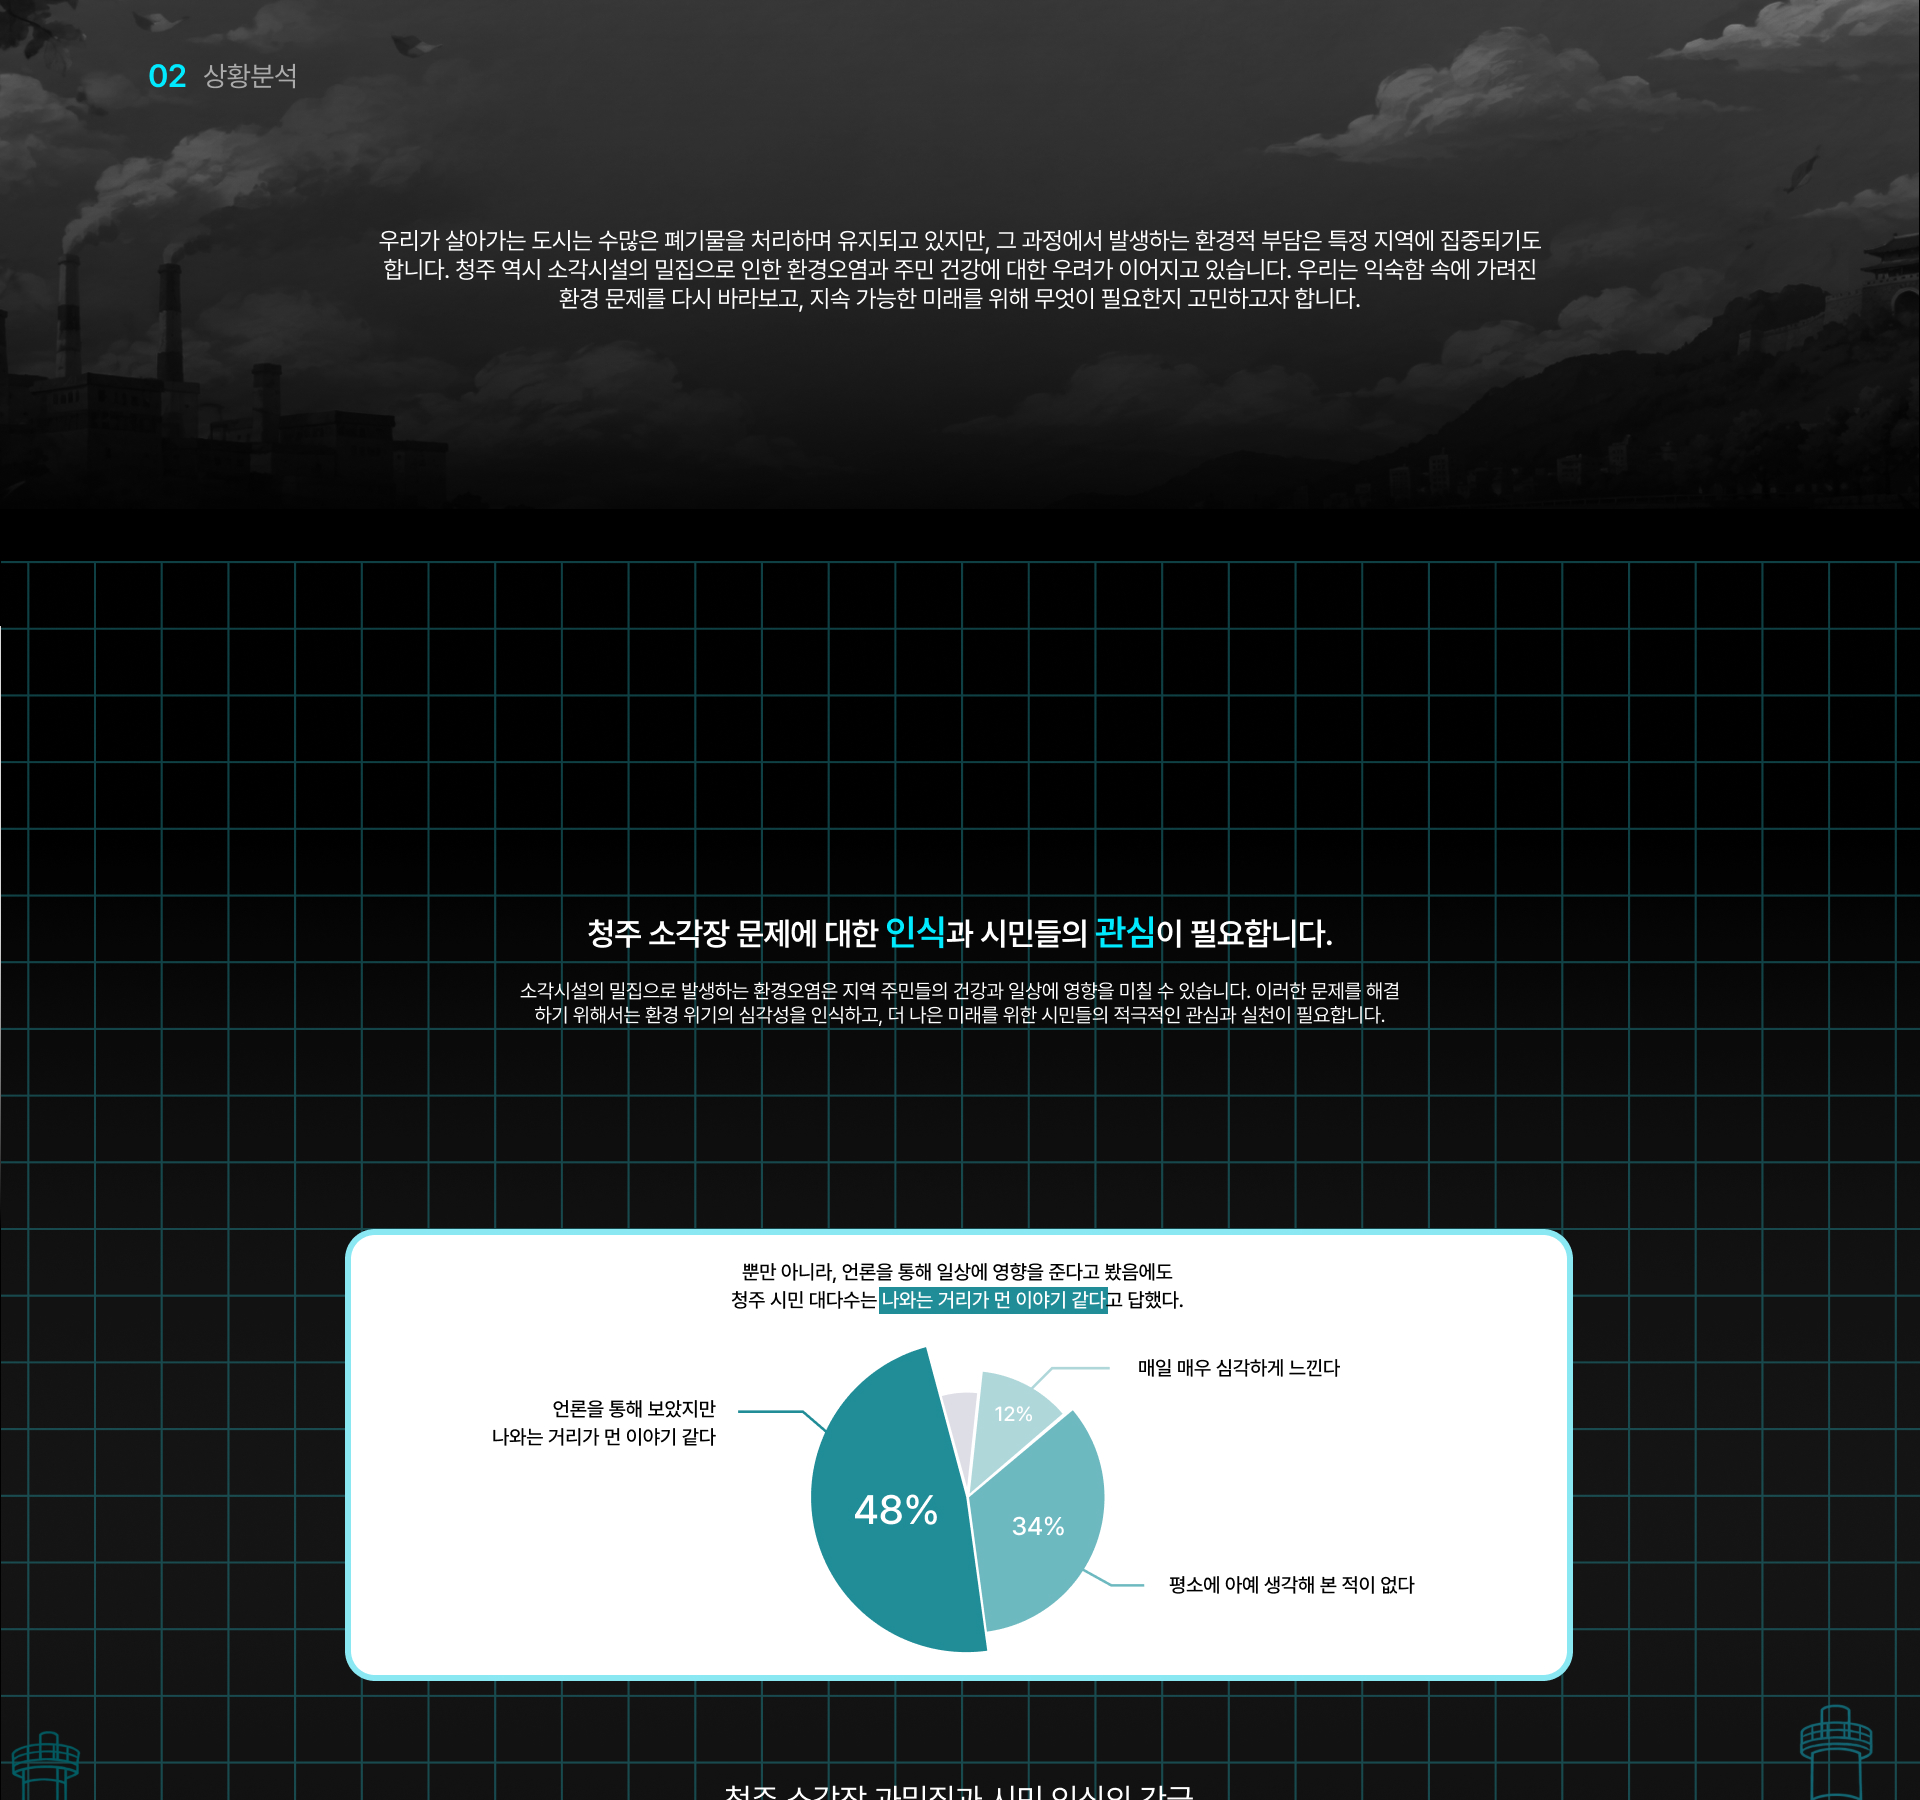 02 상황분석
우리가 살아가는 도시는 수많은 폐기물을 처리하며 유지되고 있지만, 그 과정에서 발생하는 환경적 부담은 특정 지역에 집중되기도
합니다. 청주 역시 소각시설의 밀집으로 인한 환경오염과 주민 건강에 대한 우려가 이어지고 있습니다. 우리는 익숙함 속에 가려진
환경 문제를 다시 바라보고, 지속 가능한 미래를 위해 무엇이 필요한지 고민하고자 합니다.
청주 소각장 문제에 대한 인식과 시민들의 관심이 필요합니다.
소각시설의 밀집으로 발생하는 환경오염은 지역 주민들의 건강과 일상에 영향을 미칠 수 있습니다. 이러한 문제를 해결
하기 위해서는 환경 위기의 심각성을 인식하고, 더 나은 미래를 위한 시민들의 적극적인 관심과 실천이 필요합니다.
뿐만 아니라, 언론을 통해 일상에 영향을 준다고 봤음에도
청주 시민 대다수는 나와는 거리가 먼 이야기 같다고 답했다.
매일 매우 심각하게 느낀다
언론을 통해 보았지만
나와는 거리가 먼 이야기 같다
12%
48%
34%
평소에 아예 생각해 본 적이 없다
청주 소각장 과밀집과 시민 인식의 간극